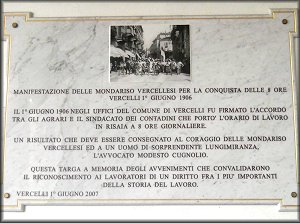 MANIFESTAZIONE DELLE MONDARISO VERCELLESI PER LA CONQUISTA DELLE 8 ORE
VERCELLI 1° GIUGNO 1906
IL 1° GIUGNO 1906 NEGLI UFFICI DEL COMUNE DI VERCELLI FU FIRMATO L'ACCORDO
TRA GLI AGRARI E IL SINDACATO DEI CONTADINI CHE PORTO' L'ORARIO DI LAVORO
IN RISAIA A 8 ORE GIORNALIERE.
UN RISULTATO CHE DEVE ESSERE CONSEGNATO AL CORAGGIO DELLE MONDARISO
VERCELLESI ED A UN UOMO DI SORPRENDENTE LUNGIMIRANZA,
L'AVVOCATO MODESTO CUGNOLIO.
QUESTA TARGA A MEMORIA DEGLI AVVENIMENTI CHE CONVALIDARONO
IL RICONOSCIMENTO AI LAVORATORI DI UN DIRITTO FRA I PIU' IMPORTANTI
DELLA STORIA DEL LAVORO.
VERCELLI 1° GIUGNO 2007